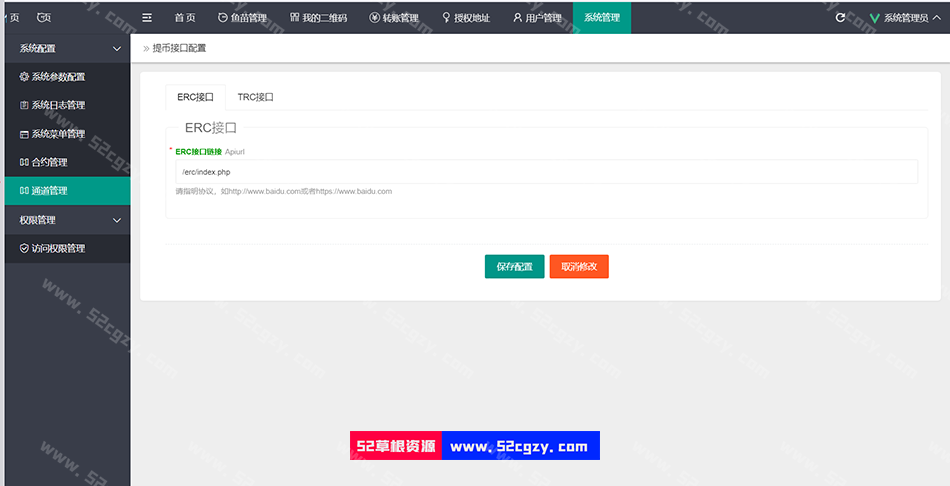 页 页 首页 鱼苗管理 我的二维码 转账管理 授权地址 用户管理 系统管理 系统管理员
系统配置
» 提币接口配置
系统参数配置
系统日志管理
系统菜单管理
合约管理
通道管理
权限管理
访问权限管理
ERC接口 TRC接口
ERC接口
* ERC接口链接 Apiurl
/erc/index.php
请指明协议，如http://www.baidu.com或者https://www.baidu.com
保存配置 取消修改
52草根资源 www.52cgzy.com
www.52cgzy.com